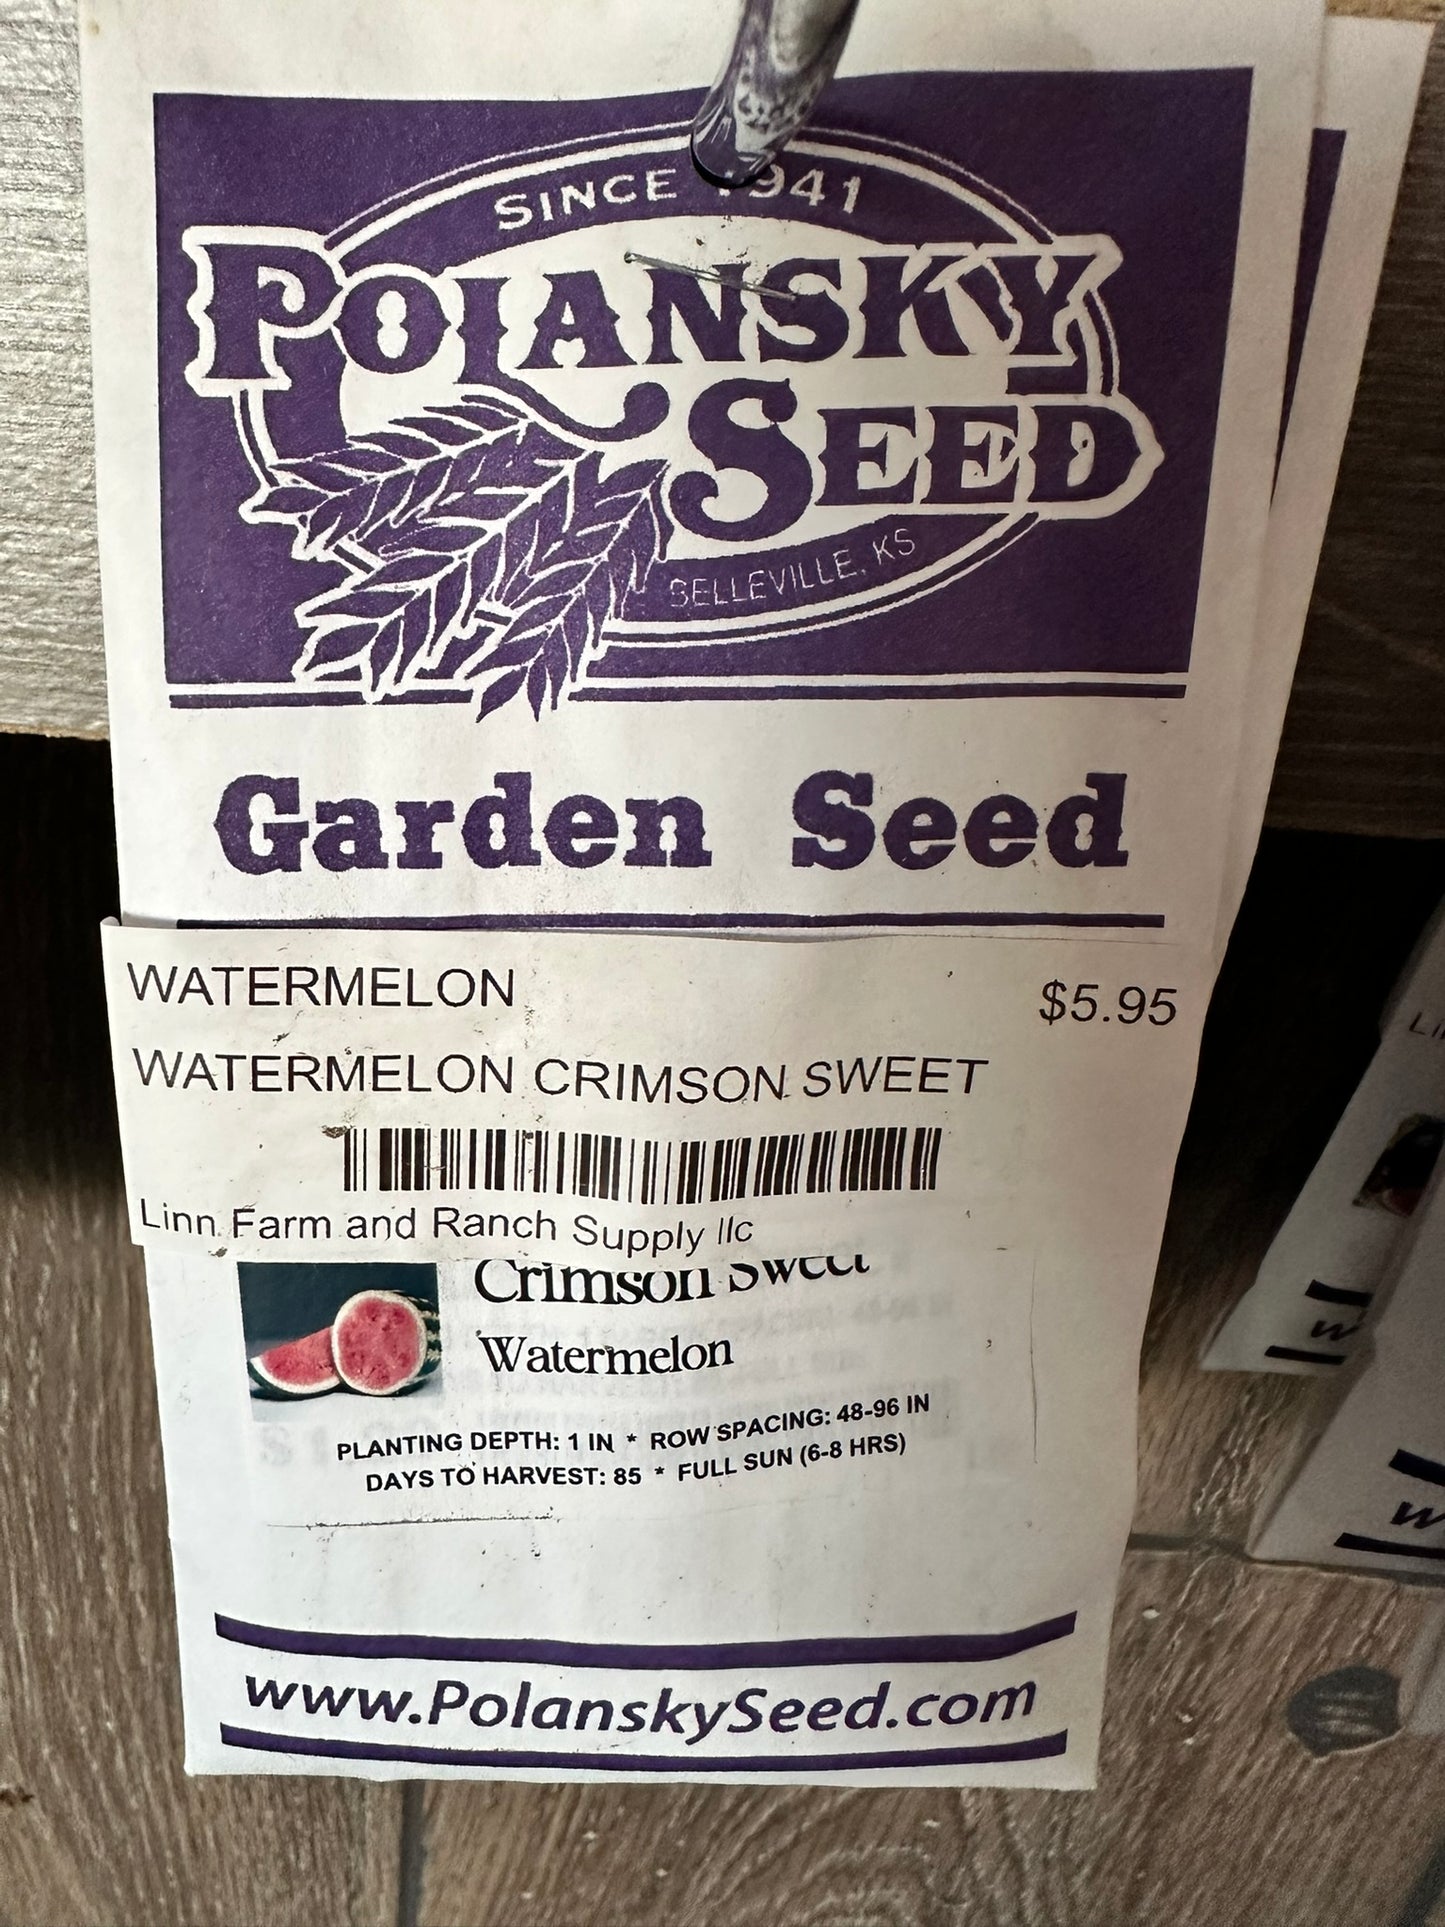 SINCE 1941
POLANSKY
SEED
BELLEVILLE, KS
Garden Seed
WATERMELON $5.95
WATERMELON CRIMSON SWEET
Linn Farm and Ranch Supply llc
Crimson Sweet
Watermelon
PLANTING DEPTH: 1 IN * ROW SPACING: 48-96 IN
DAYS TO HARVEST: 85 * FULL SUN (6-8 HRS)
www.PolanskySeed.com